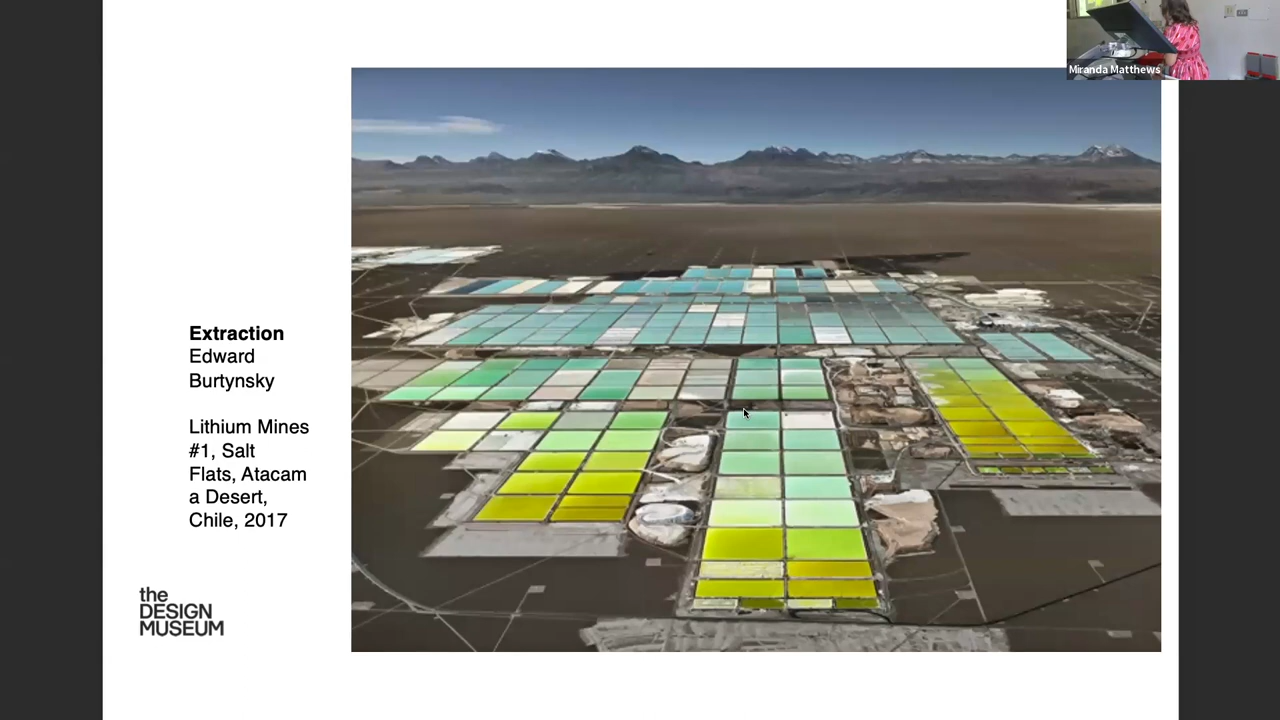 Miranda Matthews
Extraction
Edward
Burtynsky
Lithium Mines
#1, Salt
Flats, Atacam
a Desert,
Chile, 2017
the
DESIGN
MUSEUM